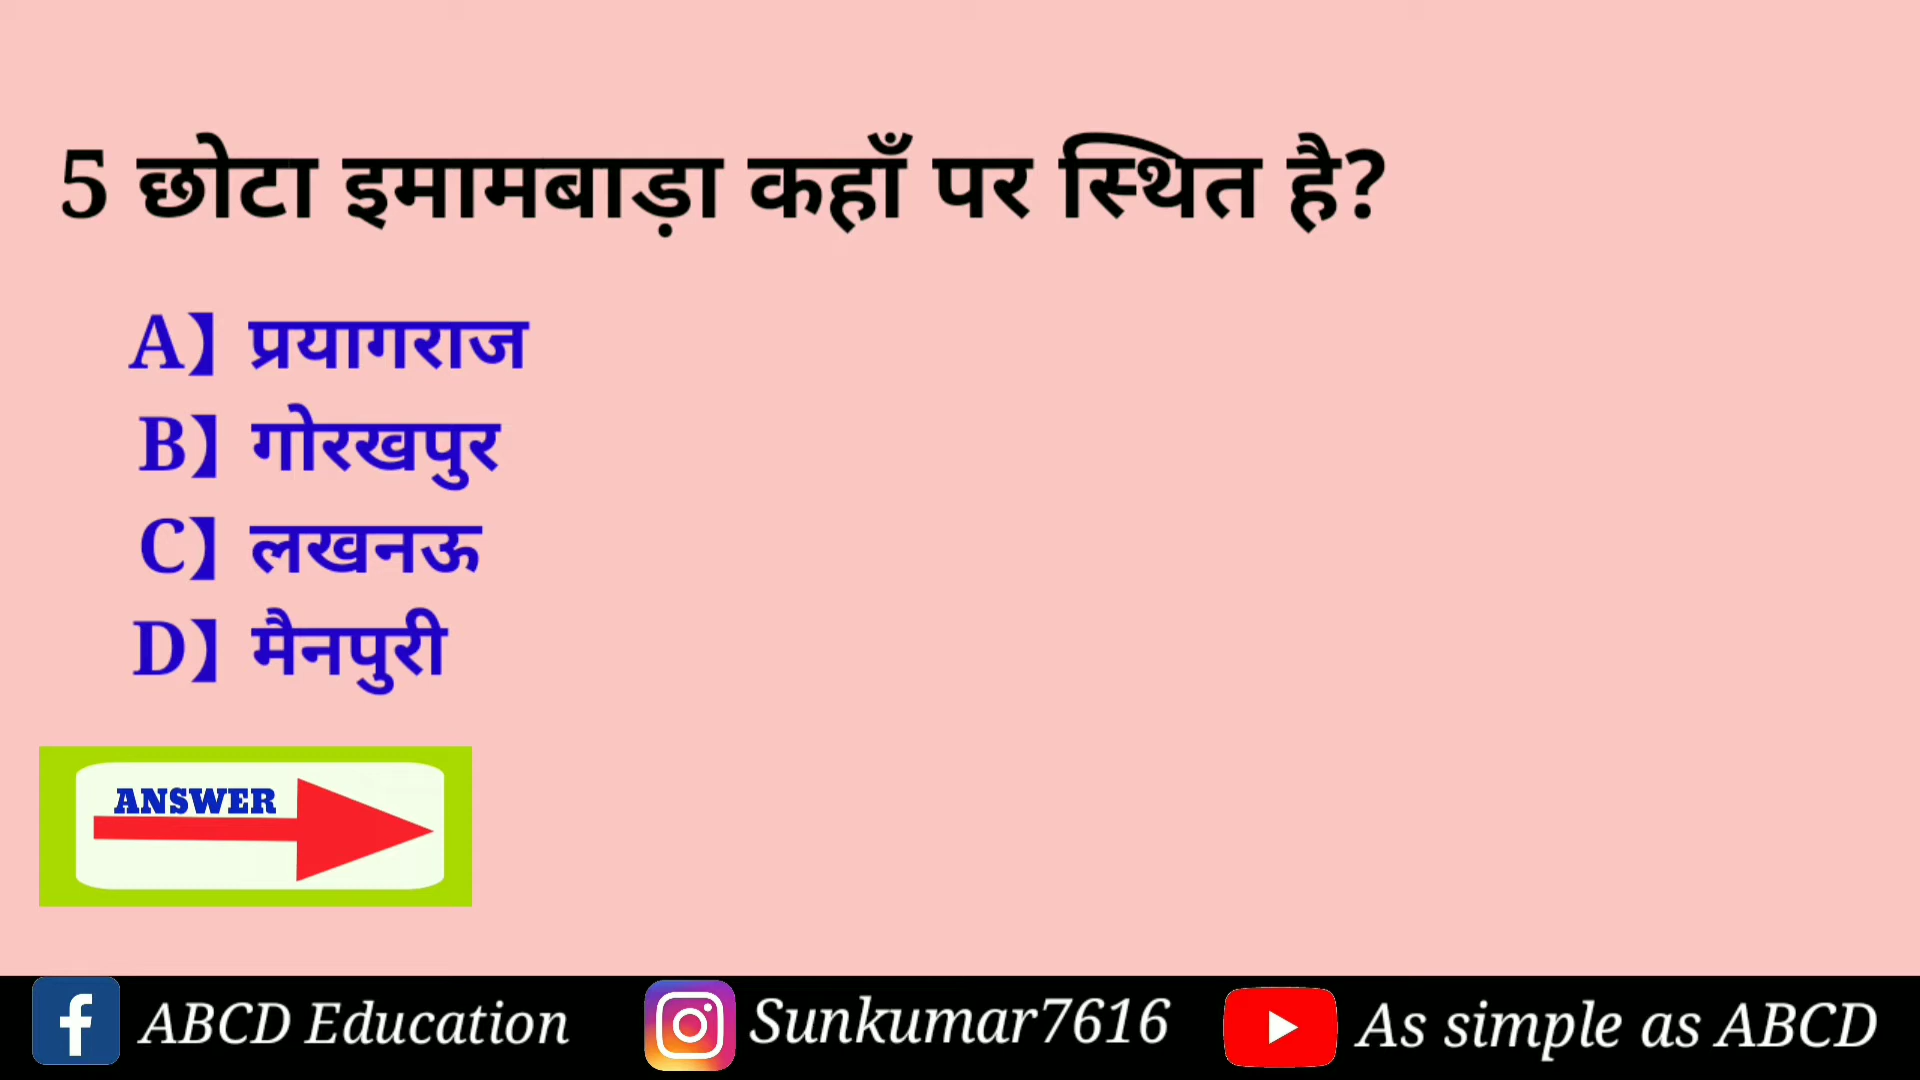 5 छोटा इमामबाड़ा कहाँ पर स्थित है?
A】 प्रयागराज
B】 गोरखपुर
C】 लखनऊ
D】 मैनपुरी
ANSWER
ABCD Education
Sunkumar7616
As simple as ABCD